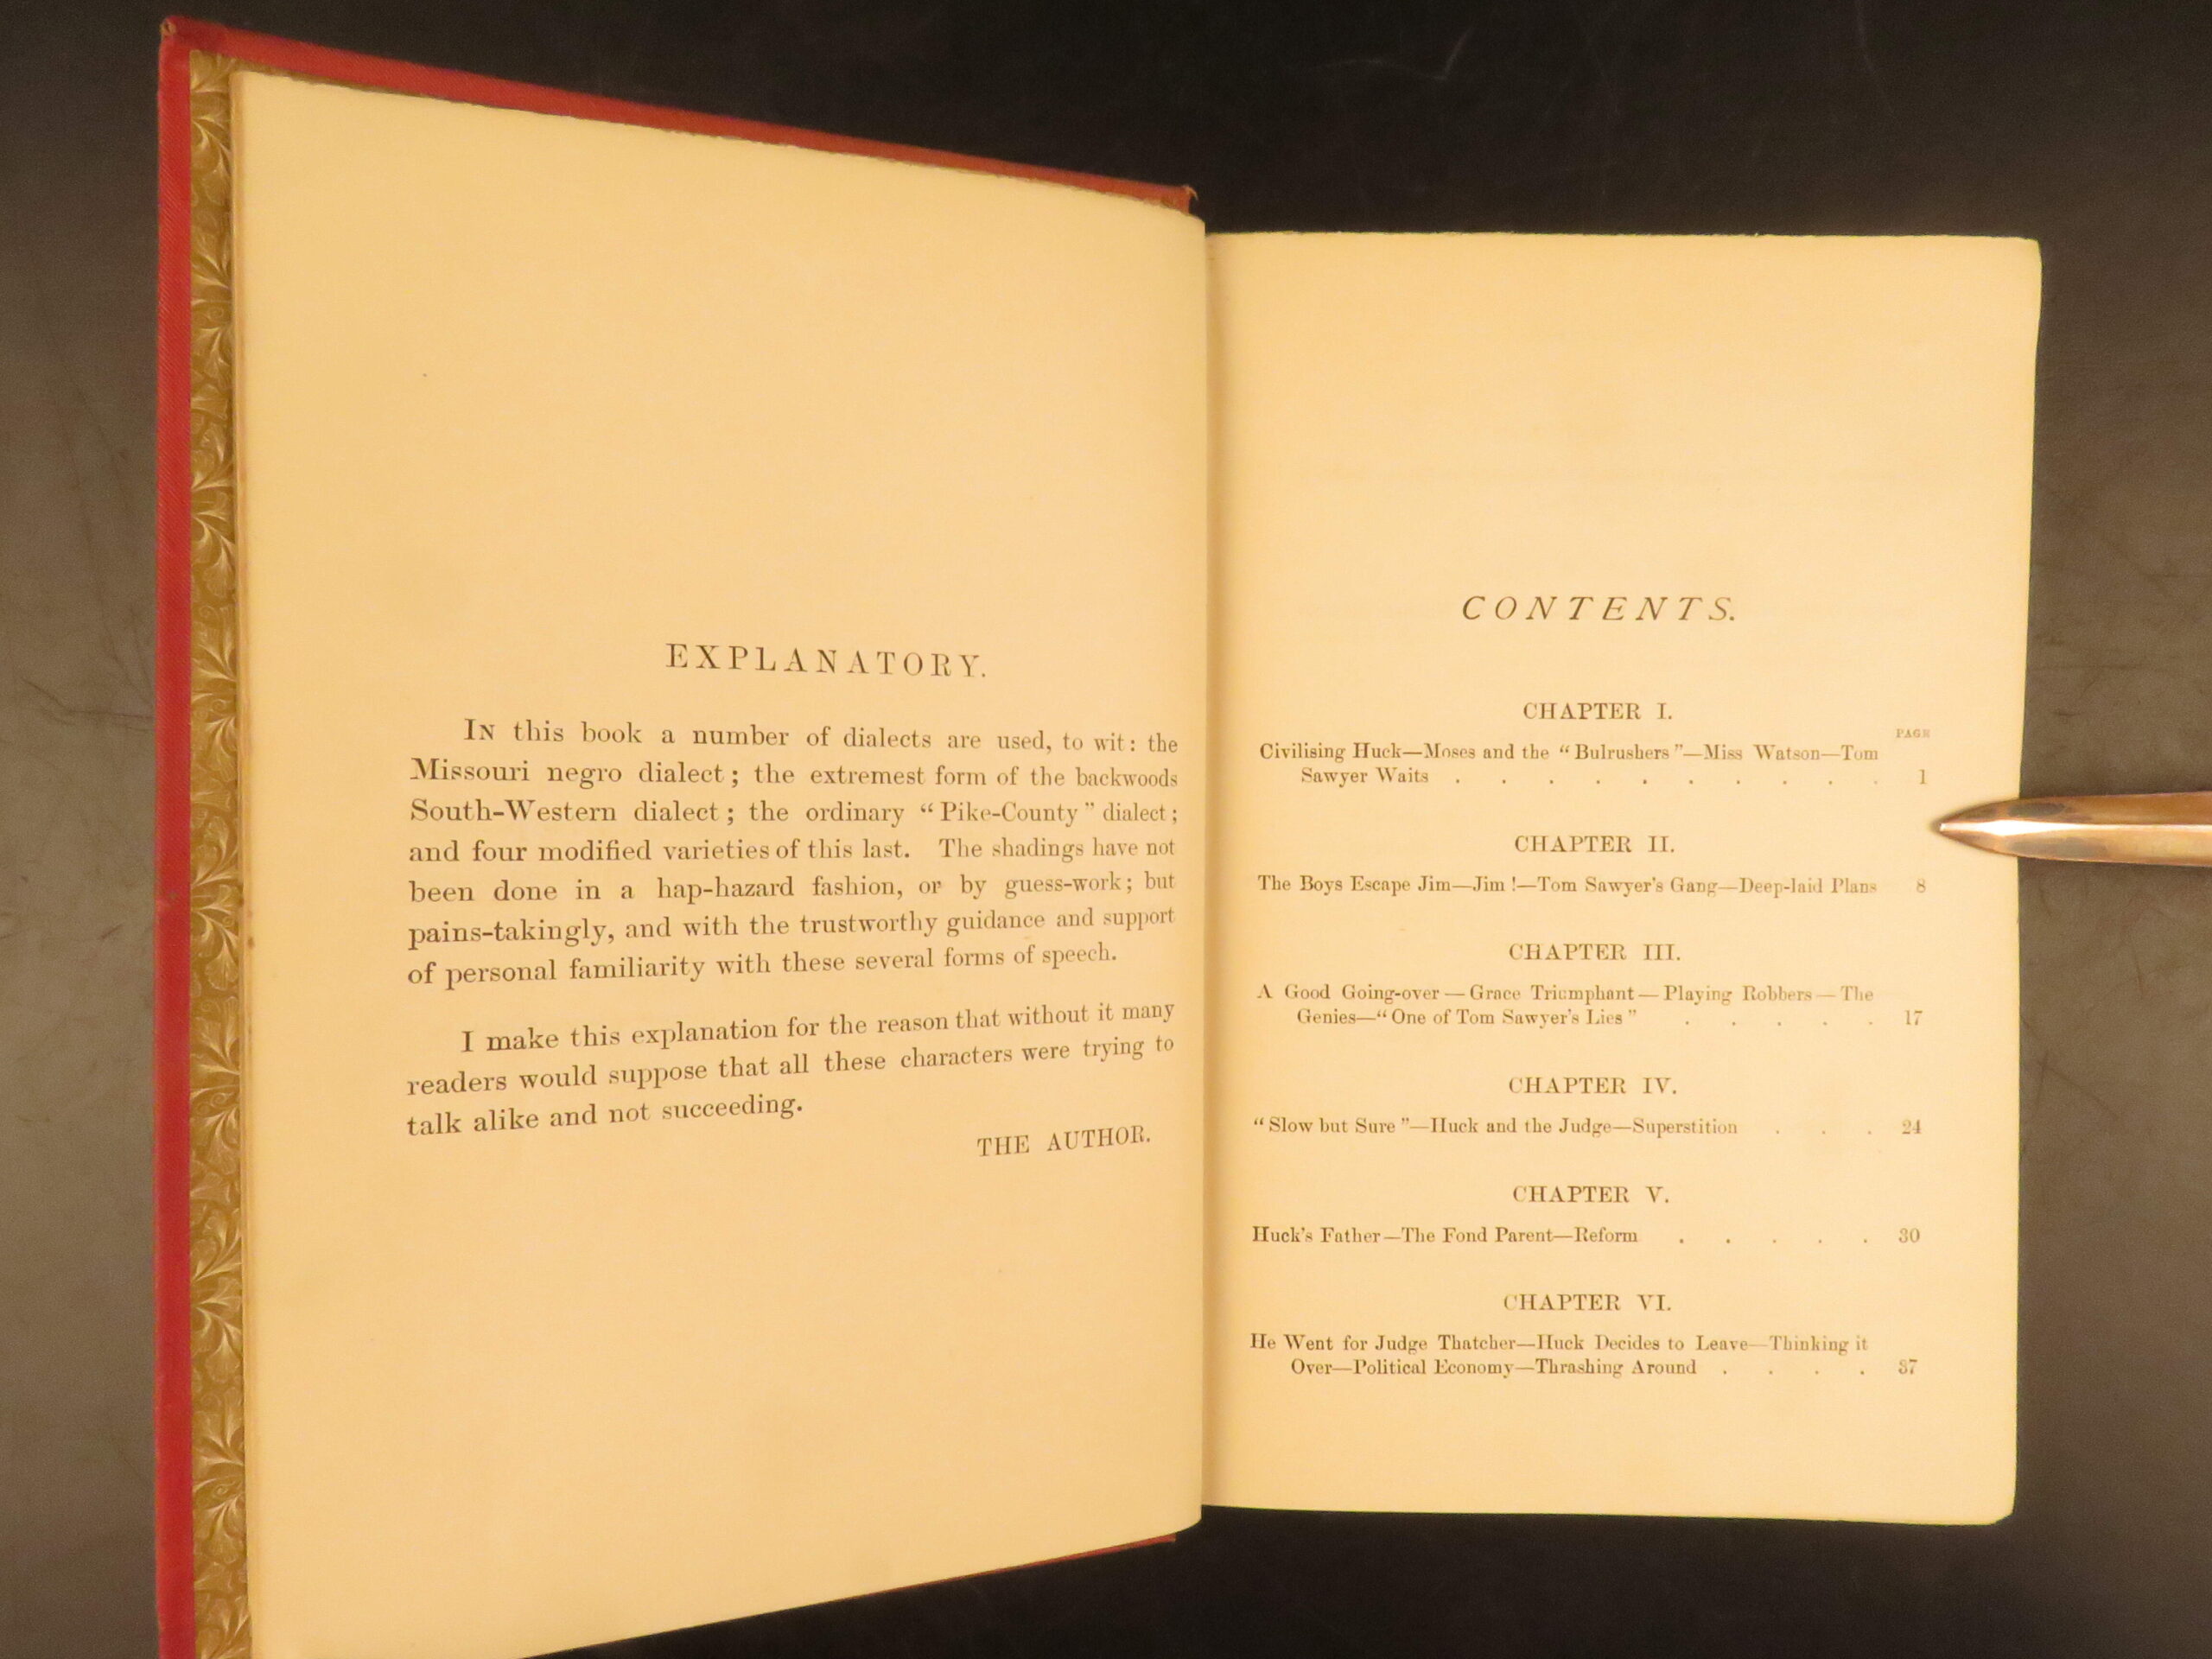 EXPLANATORY.
IN this book a number of dialects are used, to wit: the
Missouri negro dialect; the extremest form of the backwoods
South-Western dialect; the ordinary “Pike-County” dialect;
and four modified varieties of this last. The shadings have not
been done in a hap-hazard fashion, or by guess-work; but
pains-takingly, and with the trustworthy guidance and support
of personal familiarity with these several forms of speech.
I make this explanation for the reason that without it many
readers would suppose that all these characters were trying to
talk alike and not succeeding.
THE AUTHOR.
CONTENTS.
CHAPTER I.
PAGE
Civilising Huck—Moses and the “Bulrushers”—Miss Watson—Tom
Sawyer Waits . . . . . . . . . . 1
CHAPTER II.
The Boys Escape Jim—Jim!—Tom Sawyer's Gang—Deep-laid Plans 8
CHAPTER III.
A Good Going-over—Grace Triumphant—Playing Robbers—The
Genies—“One of Tom Sawyer's Lies” . . . . . 17
CHAPTER IV.
“Slow but Sure”—Huck and the Judge—Superstition . . . 24
CHAPTER V.
Huck's Father—The Fond Parent—Reform . . . . . 30
CHAPTER VI.
He Went for Judge Thatcher—Huck Decides to Leave—Thinking it
Over—Political Economy—Thrashing Around . . . . 37